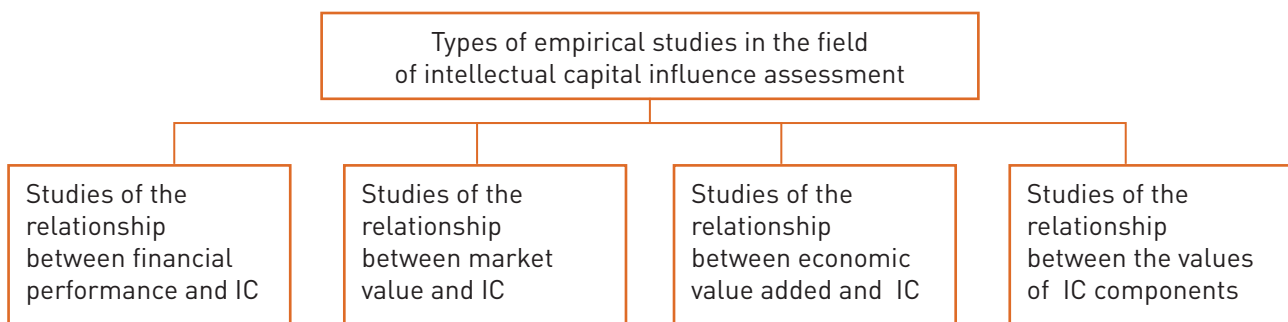 Types of empirical studies in the field
of intellectual capital influence assessment
Studies of the
relationship
between financial
performance and IC
Studies of the
relationship
between market
value and IC
Studies of the
relationship
between economic
value added and IC
Studies of the
relationship
between the values
of IC components